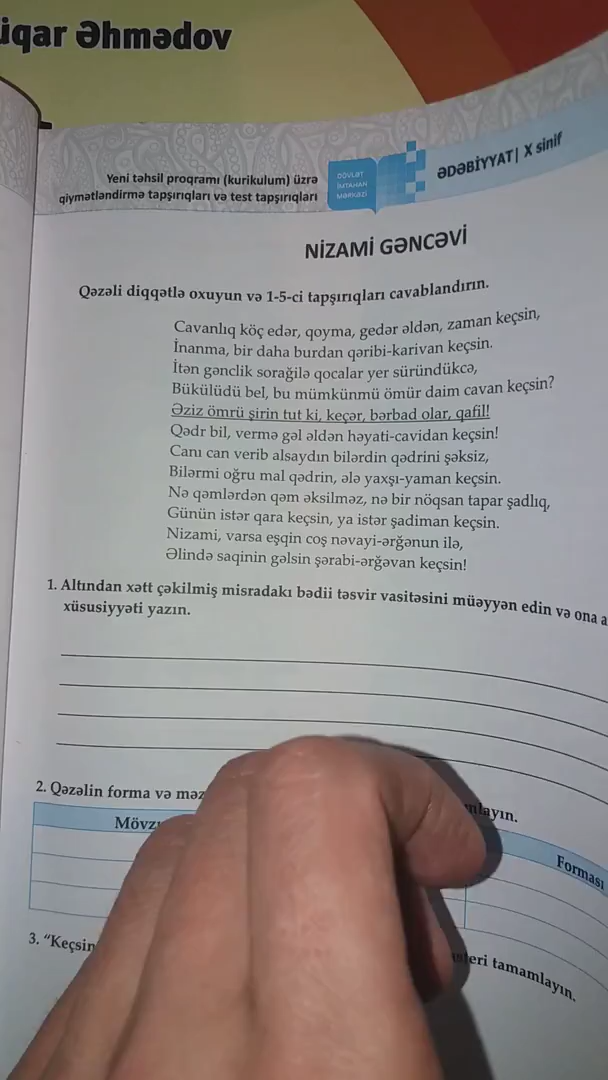 üqar Əhmədov
Yeni təhsil proqramı (kurikulum) üzrə
qiymətləndirmə tapşırıqları və test tapşırıqları
DÖVLƏT
İMTAHAN
MƏRKƏZİ
ƏDƏBİYYAT| X sinif
NİZAMİ GƏNCƏVİ
Qəzəli diqqətlə oxuyun və 1-5-ci tapşırıqları cavablandırın.
Cavanlıq köç edər, qoyma, gedər əldən, zaman keçsin,
İnanma, bir daha burdan qəribi-karivan keçsin.
İtən gənclik sorağilə qocalar yer süründükcə,
Bükülüdü bel, bu mümkünmü ömür daim cavan keçsin?
Əziz ömrü şirin tut ki, keçər, bərbad olar, qafil!
Qədr bil, vermə gəl əldən həyati-cavidan keçsin!
Canı can verib alsaydın bilərdin qədrini şəksiz,
Bilərmi oğru mal qədrin, ələ yaxşı-yaman keçsin.
Nə qəmlərdən qəm əksilməz, nə bir nöqsan tapar şadlıq,
Günün istər qara keçsin, ya istər şadiman keçsin.
Nizami, varsa eşqin coş nəvayi-ərğənun ilə,
Əlində saqinin gəlsin şərabi-ərğəvan keçsin!
1. Altından xətt çəkilmiş misradakı bədii təsvir vasitəsini müəyyən edin və ona a
xüsusiyyəti yazın.
2. Qəzəlin forma və məz mlayın.
Mövzu Forması
3. "Keçsin teri tamamlayın.